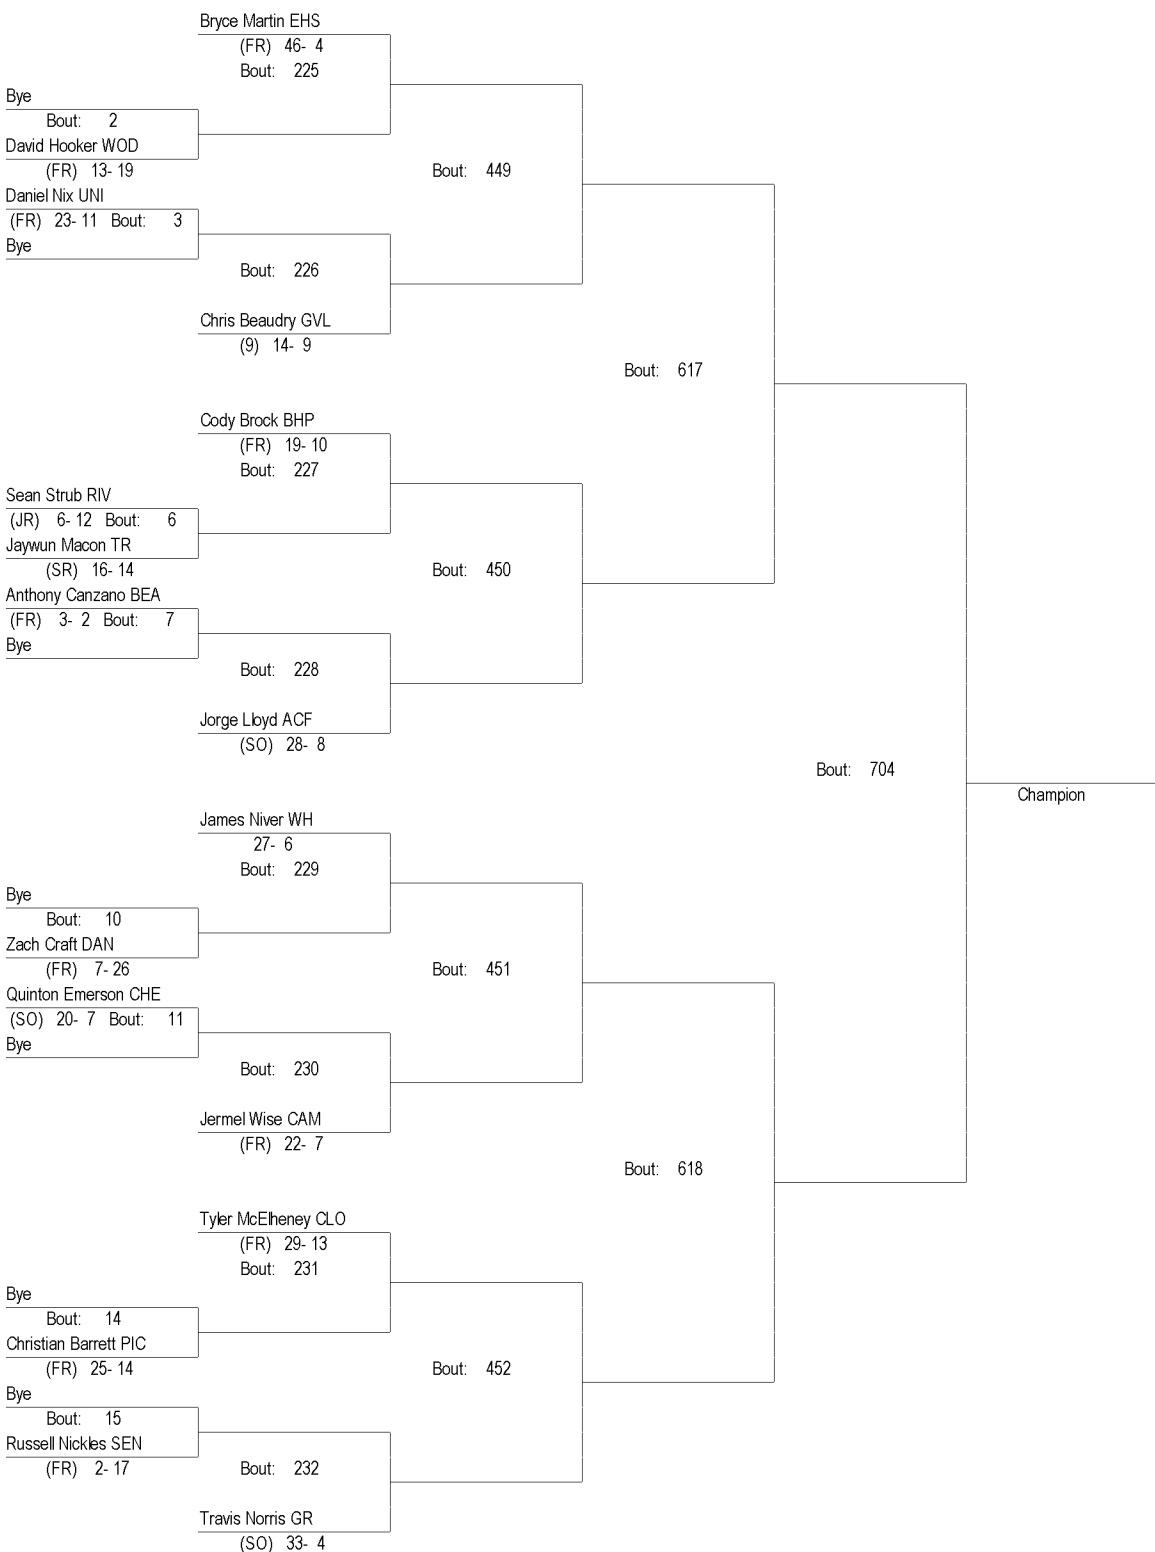 Bryce Martin EHS
(FR) 46- 4
Bout: 225
Bye
Bout: 2
David Hooker WOD
(FR) 13- 19
Bout: 449
Daniel Nix UNI
(FR) 23- 11 Bout: 3
Bye
Bout: 226
Chris Beaudry GVL
(9) 14- 9
Bout: 617
Cody Brock BHP
(FR) 19- 10
Bout: 227
Sean Strub RIV
(JR) 6- 12 Bout: 6
Jaywun Macon TR
(SR) 16- 14
Bout: 450
Anthony Canzano BEA
(FR) 3- 2 Bout: 7
Bye
Bout: 228
Jorge Lloyd ACF
(SO) 28- 8
Bout: 704
Champion
James Niver WH
27- 6
Bout: 229
Bye
Bout: 10
Zach Craft DAN
(FR) 7- 26
Bout: 451
Quinton Emerson CHE
(SO) 20- 7 Bout: 11
Bye
Bout: 230
Jermel Wise CAM
(FR) 22- 7
Bout: 618
Tyler McElheney CLO
(FR) 29- 13
Bout: 231
Bye
Bout: 14
Christian Barrett PIC
(FR) 25- 14
Bout: 452
Bye
Bout: 15
Russell Nickles SEN
(FR) 2- 17
Bout: 232
Travis Norris GR
(SO) 33- 4